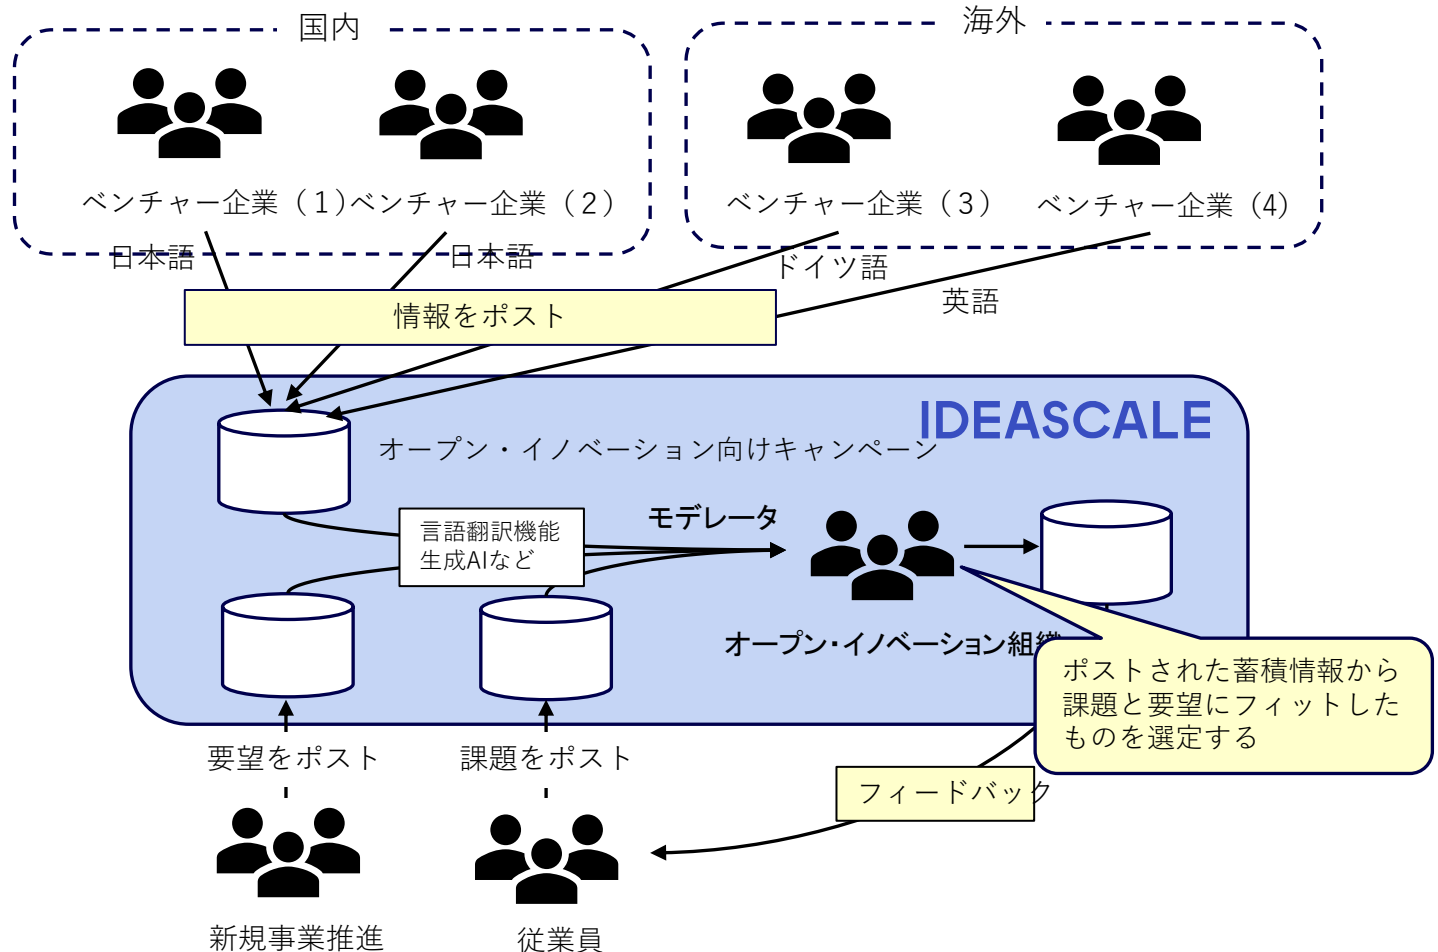 国内
海外
ベンチャー企業（１）
ベンチャー企業（２）
ベンチャー企業（３）
ベンチャー企業（4）
日本語
日本語
ドイツ語
英語
情報をポスト
IDEASCALE
オープン・イノベーション向けキャンペーン
言語翻訳機能
生成AIなど
モデレータ
オープン・イノベーション組織
ポストされた蓄積情報から
課題と要望にフィットした
ものを選定する
要望をポスト
課題をポスト
フィードバック
新規事業推進
従業員